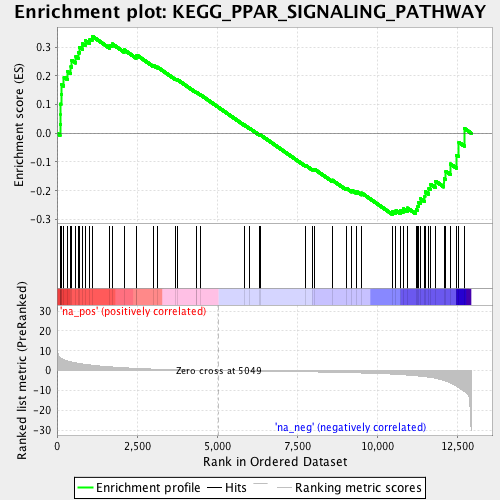 Enrichment plot: KEGG_PPAR_SIGNALING_PATHWAY
Enrichment score (ES)
0.3
0.2
0.1
0.0
-0.1
-0.2
-0.3
'na_pos' (positively correlated)
Ranked list metric (PreRanked)
30
20
10
0
-10
-20
-30
Zero cross at 5049
'na_neg' (negatively correlated)
0
2,500
5,000
7,500
10,000
12,500
Rank in Ordered Dataset
Enrichment profile
Hits
Ranking metric scores